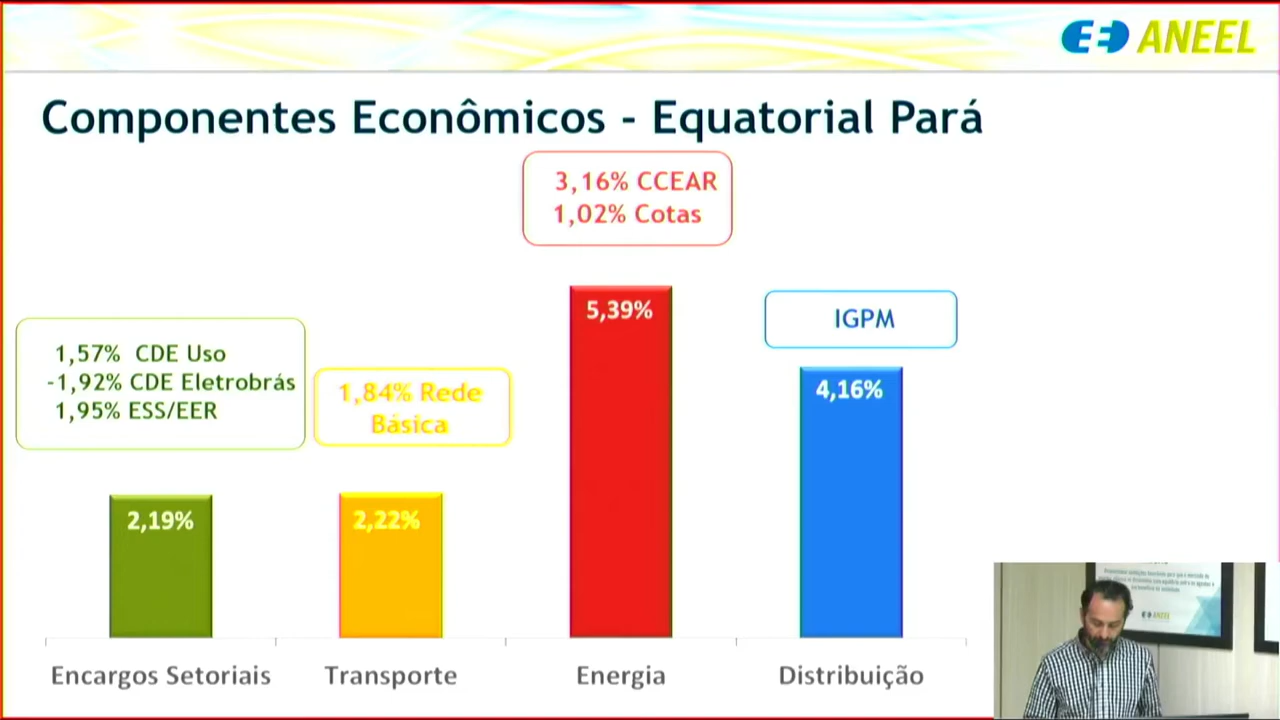 ANEEL
Componentes Econômicos - Equatorial Pará
3,16% CCEAR
1,02% Cotas
5,39%
IGPM
4,16%
1,57% CDE Uso
-1,92% CDE Eletrobrás
1,95% ESS/EER
1,84% Rede
Básica
2,19%
2,22%
Encargos Setoriais
Transporte
Energia
Distribuição
ANEEL